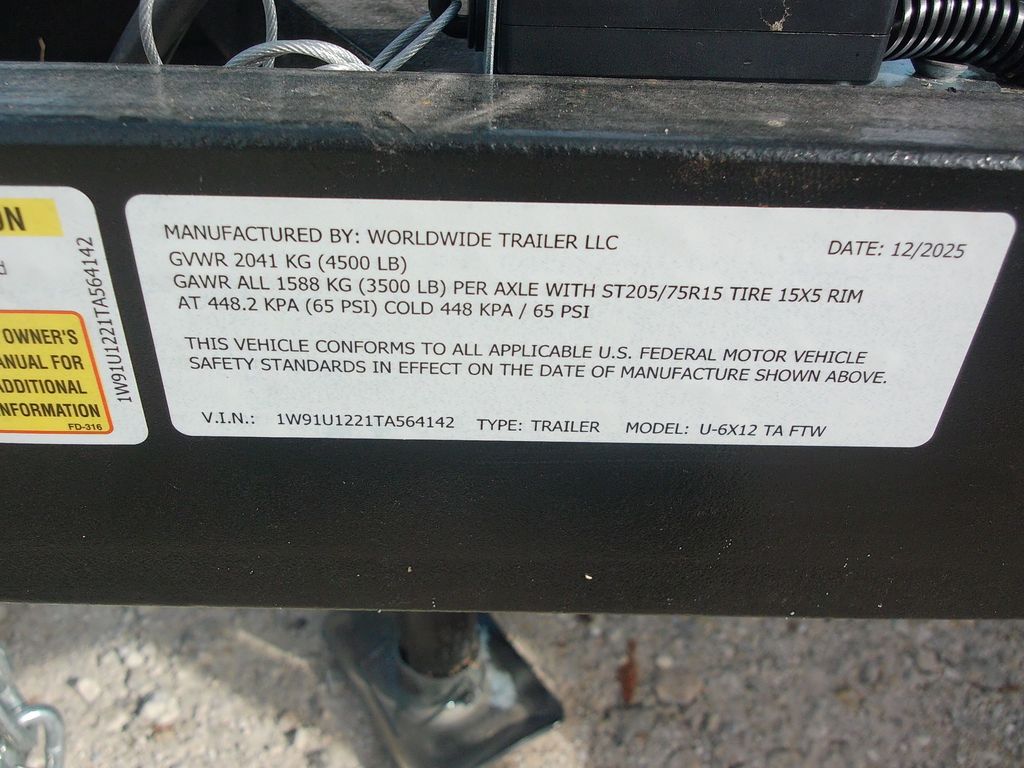 MANUFACTURED BY: WORLDWIDE TRAILER LLC
DATE: 12/2025
GVWR 2041 KG (4500 LB)
GAWR ALL 1588 KG (3500 LB) PER AXLE WITH ST205/75R15 TIRE 15X5 RIM
AT 448.2 KPA (65 PSI) COLD 448 KPA / 65 PSI
THIS VEHICLE CONFORMS TO ALL APPLICABLE U.S. FEDERAL MOTOR VEHICLE
SAFETY STANDARDS IN EFFECT ON THE DATE OF MANUFACTURE SHOWN ABOVE.
V.I.N.: 1W91U1221TA564142 TYPE: TRAILER MODEL: U-6X12 TA FTW
1W91U1221TA564142
OWNER'S
ANUAL FOR
ADDITIONAL
NFORMATION
FD-316